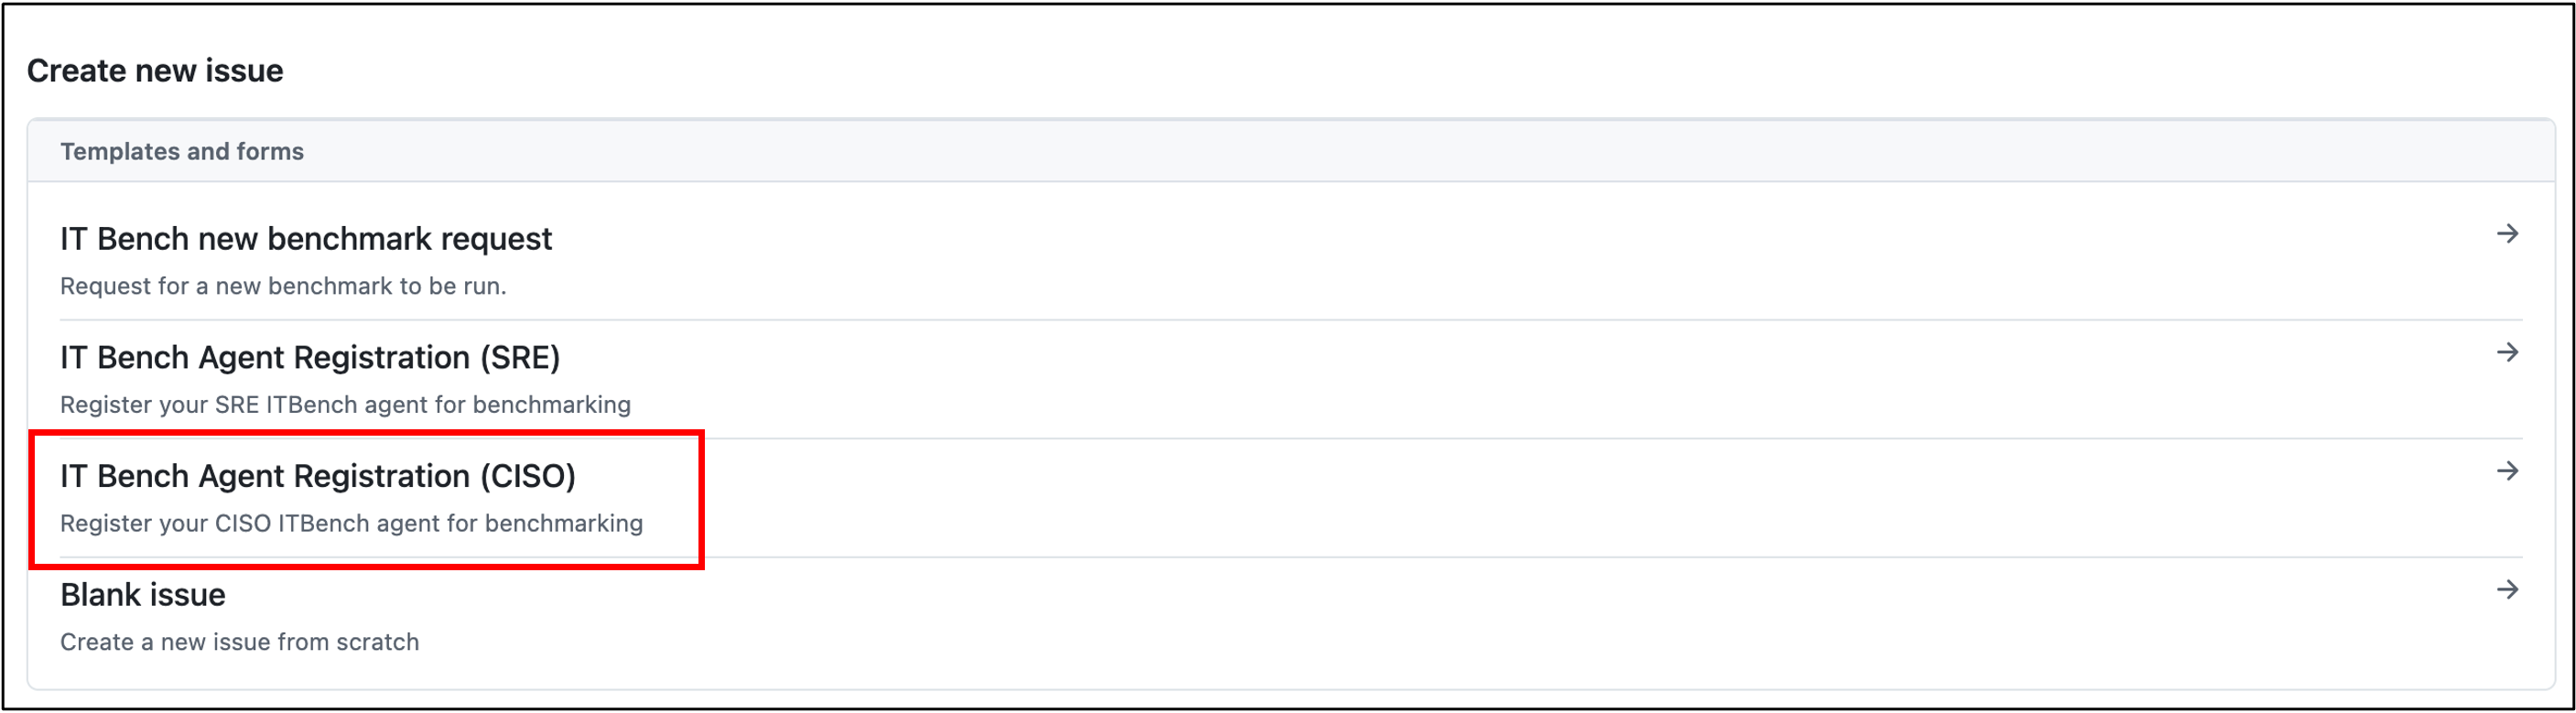 Create new issue
Templates and forms
IT Bench new benchmark request
Request for a new benchmark to be run.
IT Bench Agent Registration (SRE)
Register your SRE ITBench agent for benchmarking
IT Bench Agent Registration (CISO)
Register your CISO ITBench agent for benchmarking
Blank issue
Create a new issue from scratch